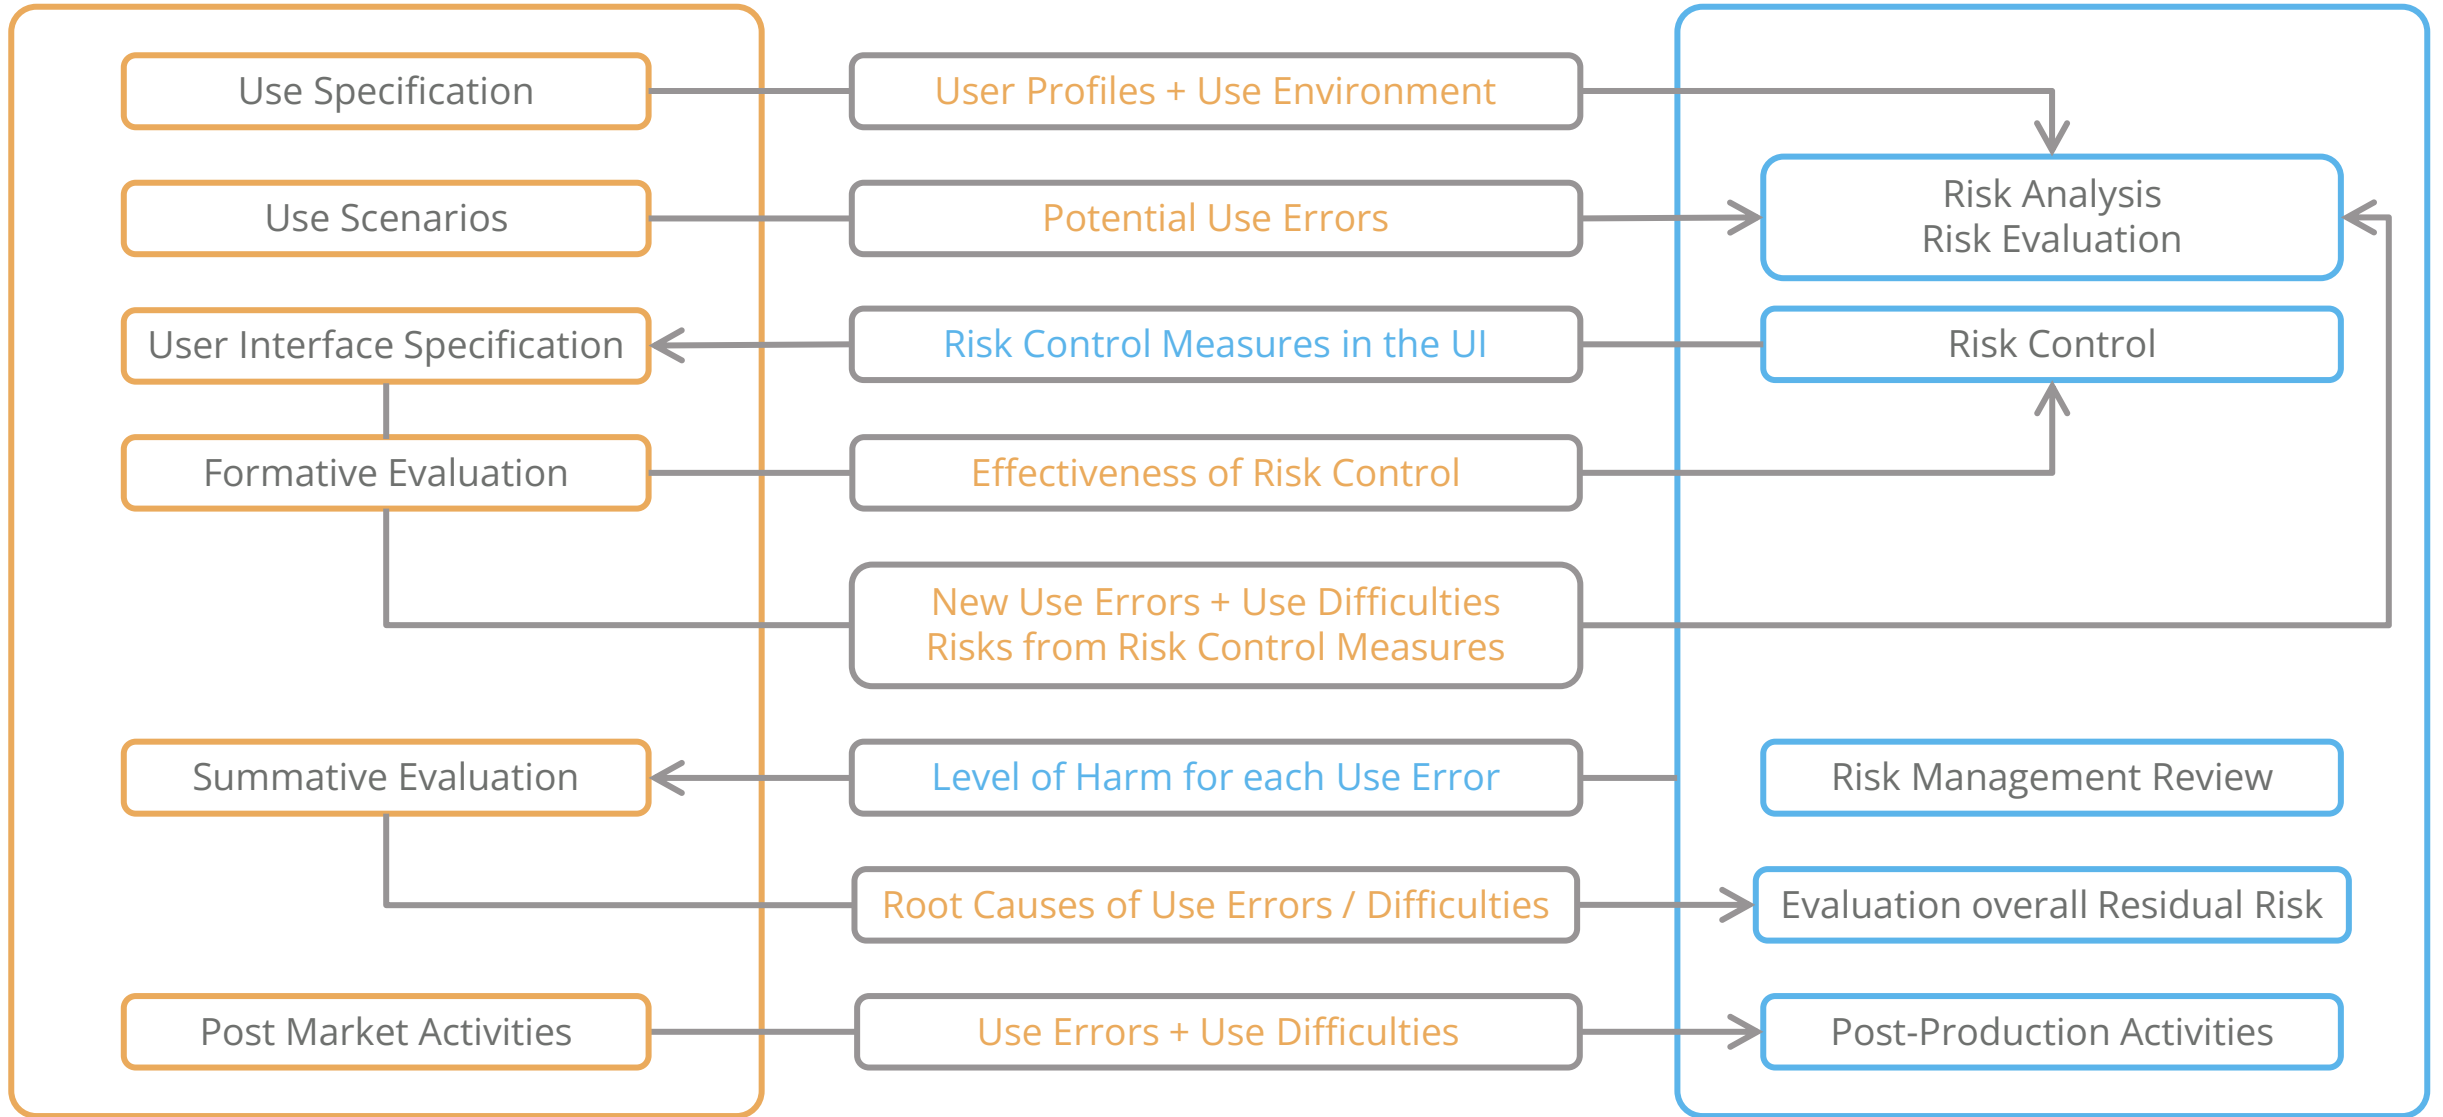 Use Specification
User Profiles + Use Environment
Use Scenarios
Potential Use Errors
Risk Analysis
Risk Evaluation
User Interface Specification
Risk Control Measures in the UI
Risk Control
Formative Evaluation
Effectiveness of Risk Control
New Use Errors + Use Difficulties
Risks from Risk Control Measures
Summative Evaluation
Level of Harm for each Use Error
Risk Management Review
Root Causes of Use Errors / Difficulties
Evaluation overall Residual Risk
Post Market Activities
Use Errors + Use Difficulties
Post-Production Activities